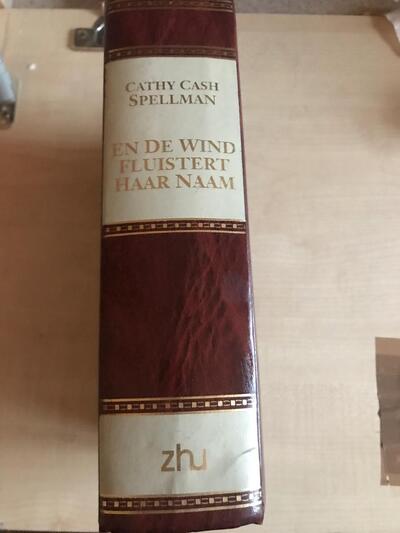 CATHY CASH
SPELLMAN
EN DE WIND
FLUISTERT
HAAR NAAM
zhu